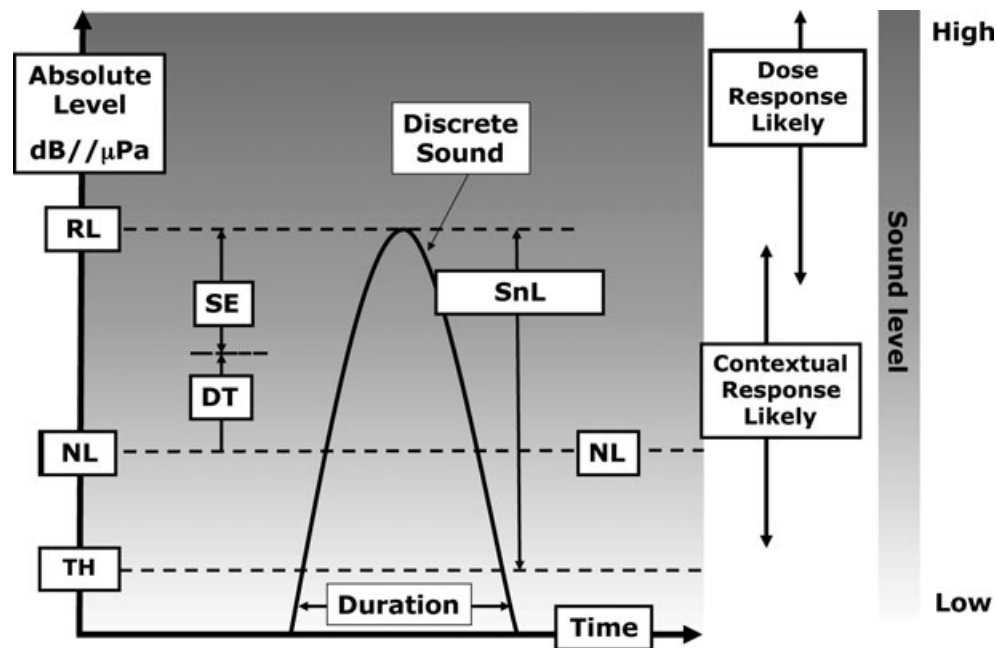 Absolute
Level
dB//μPa
RL
NL
TH
SE
DT
Discrete
Sound
SnL
NL
Duration
Time
Dose
Response
Likely
Contextual
Response
Likely
Sound level
High
Low